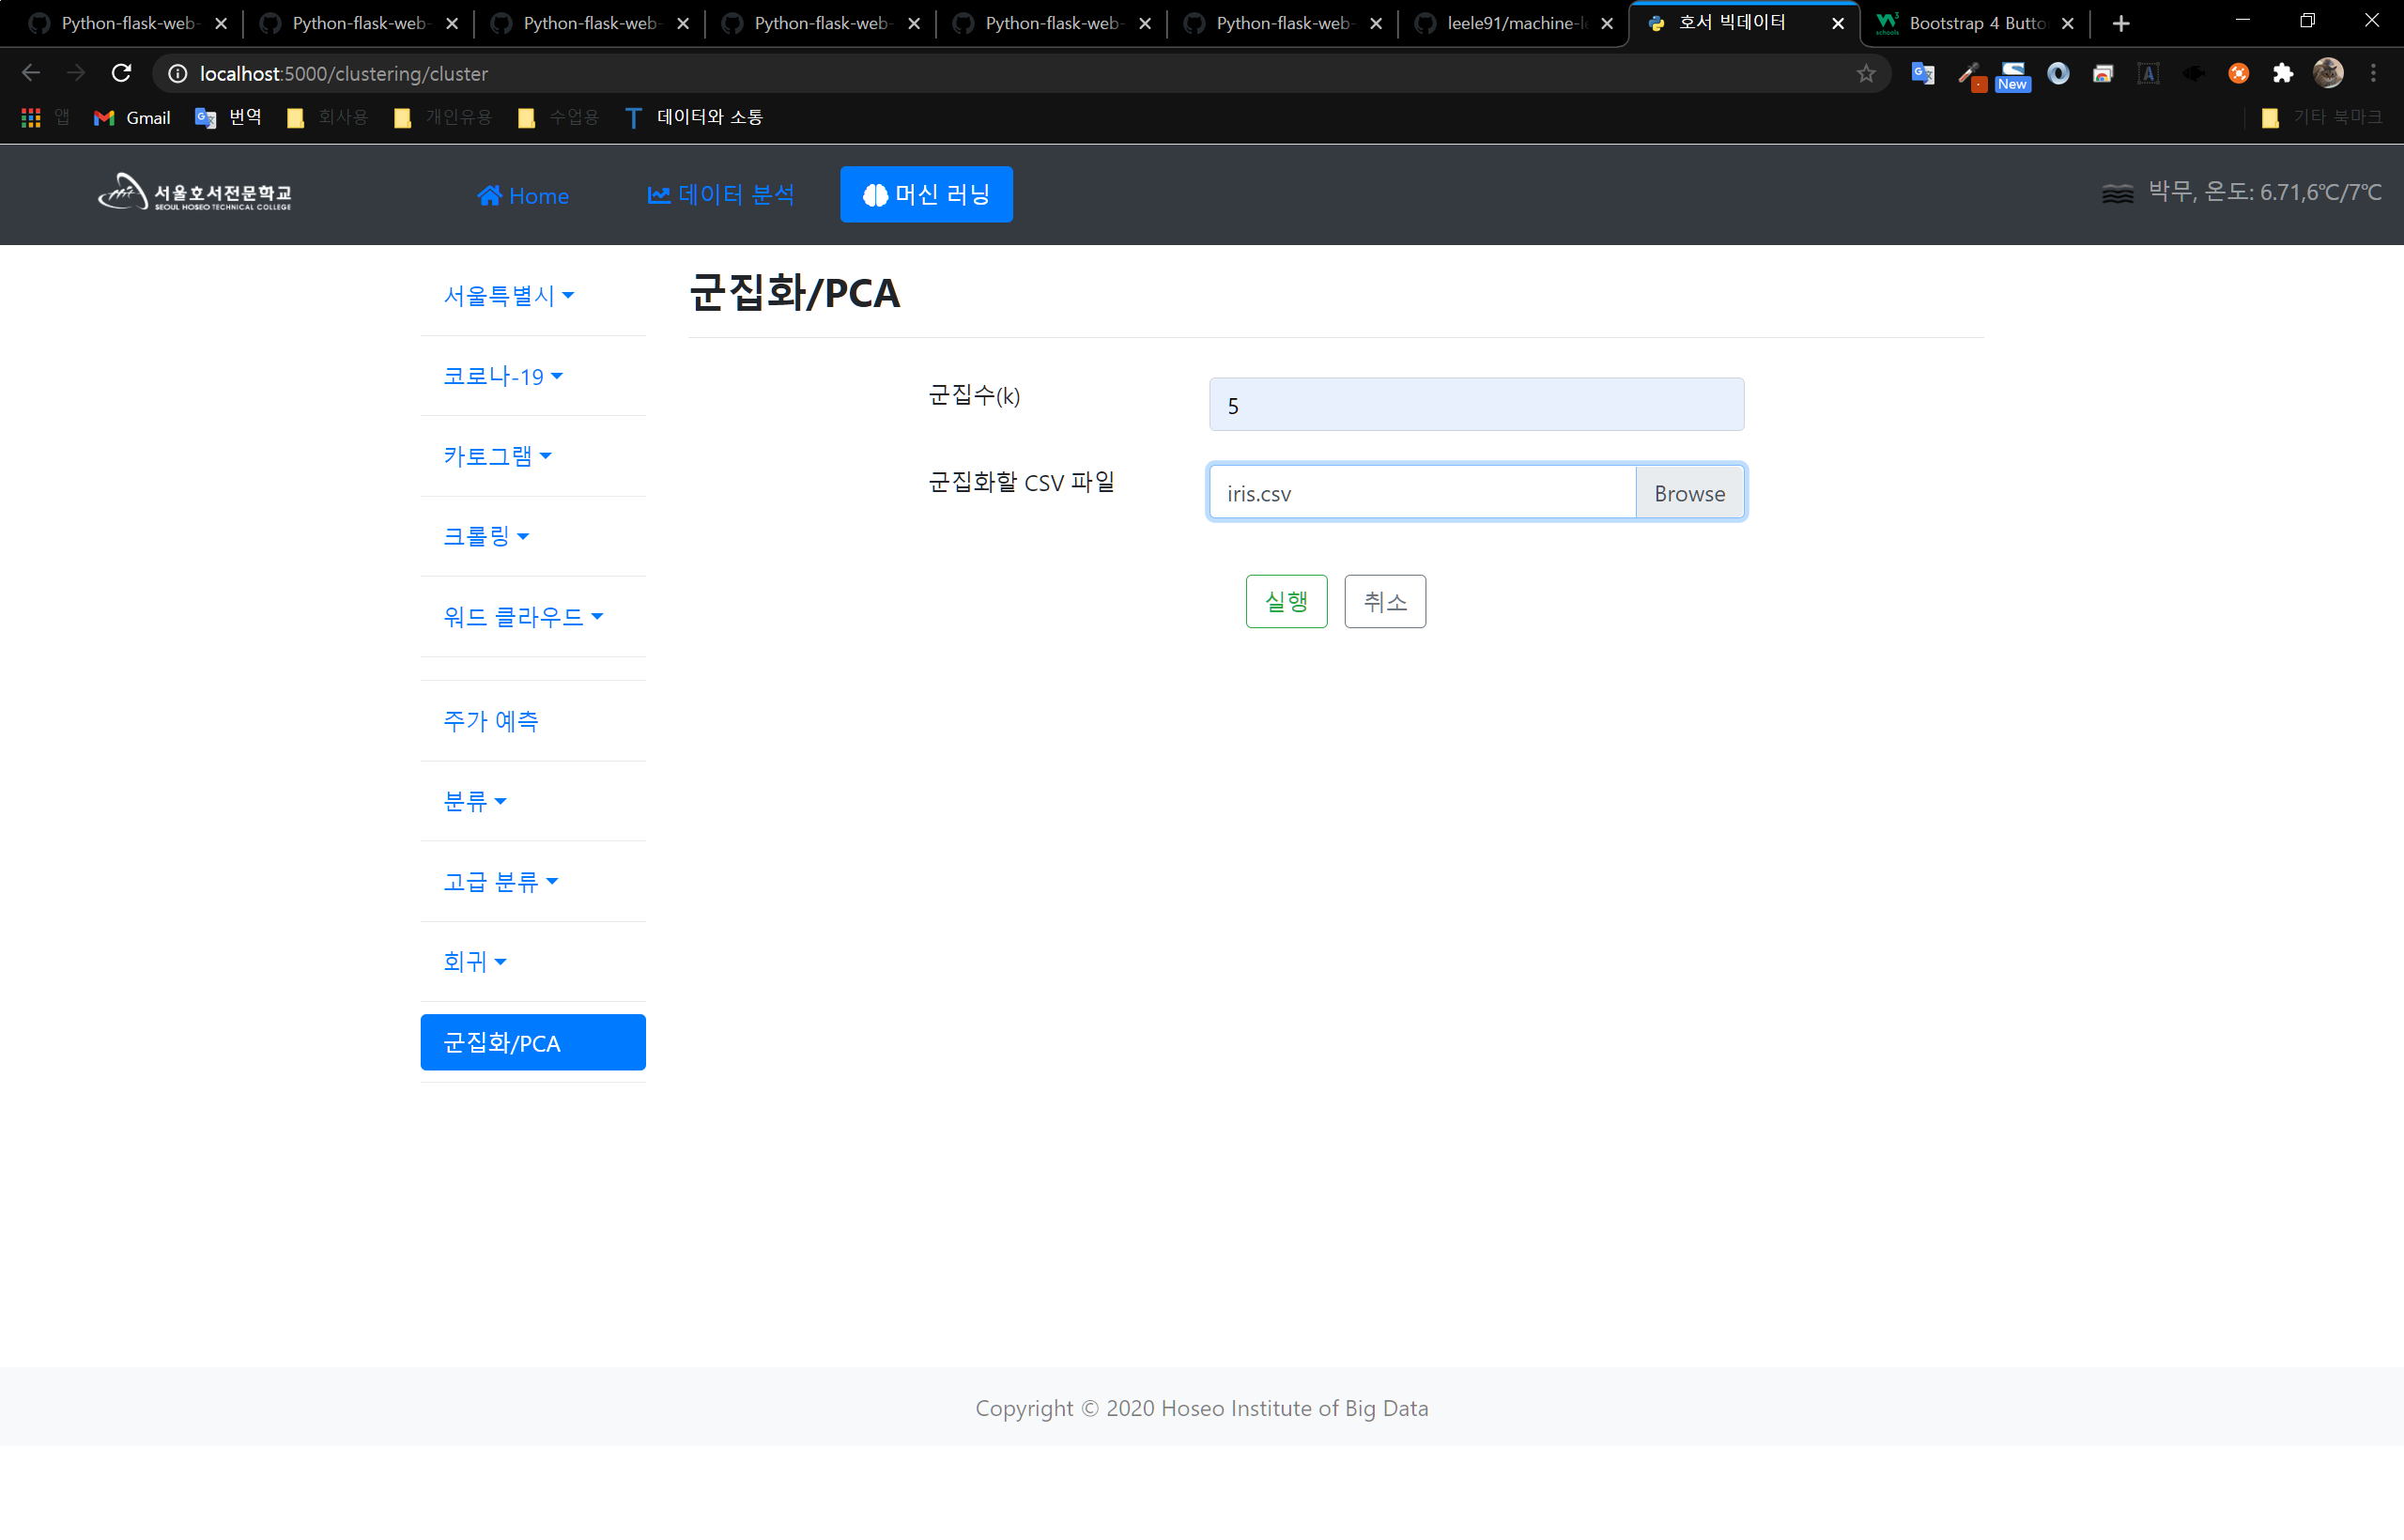 Python-flask-web-
Python-flask-web-
Python-flask-web-
Python-flask-web-
Python-flask-web-
Python-flask-web-
leele91/machine-le
호서 빅데이터
Bootstrap 4 Butto
localhost:5000/clustering/cluster
New
앱
Gmail
번역
회사용
개인유용
수업용
데이터와 소통
기타 북마크
서울호서전문학교
SEOUL HOSEO TECHNICAL COLLEGE
Home
데이터 분석
머신 러닝
박무, 온도: 6.71,6℃/7℃
서울특별시
코로나-19
카토그램
크롤링
워드 클라우드
주가 예측
분류
고급 분류
회귀
군집화/PCA
군집화/PCA
군집수(k)
5
군집화할 CSV 파일
iris.csv
Browse
실행
취소
Copyright © 2020 Hoseo Institute of Big Data